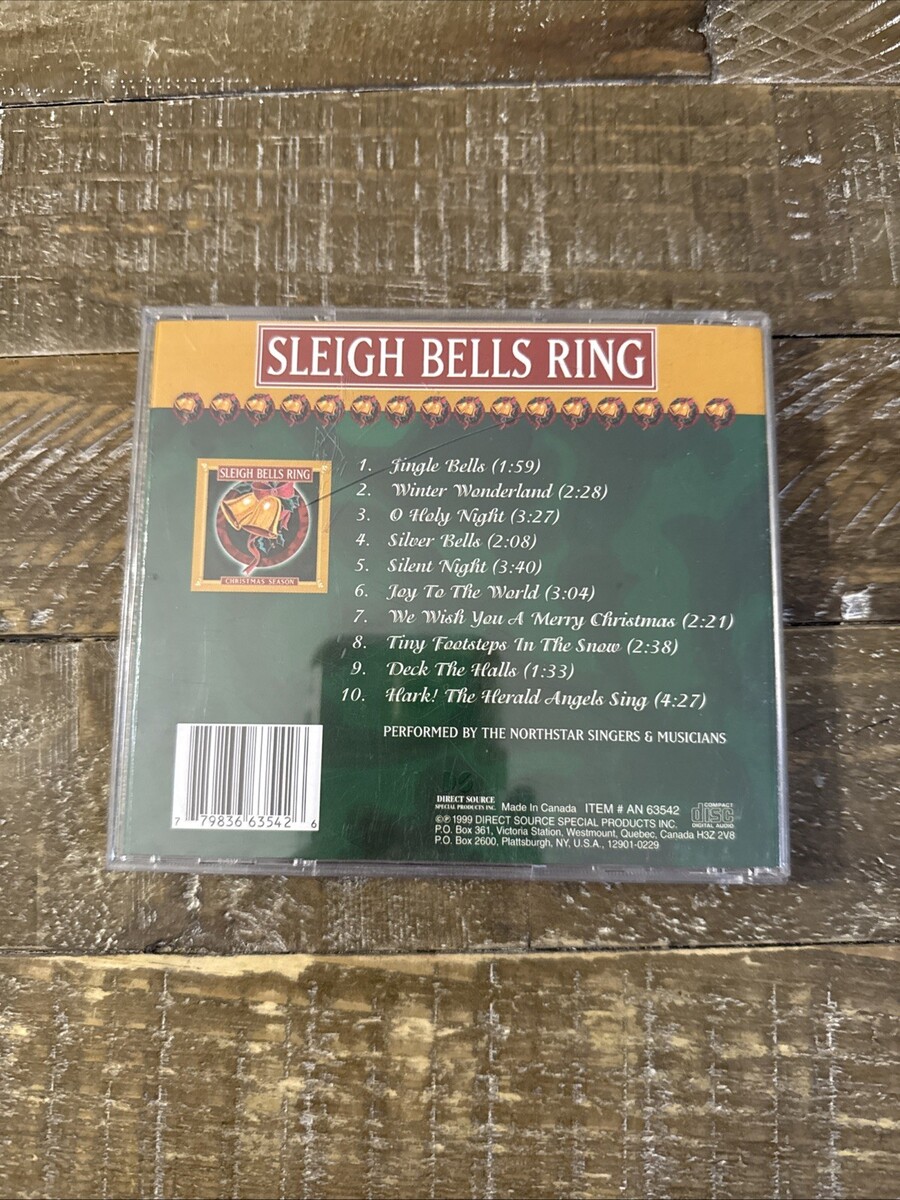 SLEIGH BELLS RING
SLEIGH BELLS RING
CHRISTMAS SEASON
1. Jingle Bells (1:59)
2. Winter Wonderland (2:28)
3. O Holy Night (3:27)
4. Silver Bells (2:08)
5. Silent Night (3:40)
6. Joy To The World (3:04)
7. We Wish You A Merry Christmas (2:21)
8. Tiny Footsteps In The Snow (2:38)
9. Deck The Halls (1:33)
10. Hark! The Herald Angels Sing (4:27)
PERFORMED BY THE NORTHSTAR SINGERS & MUSICIANS
7 79836 63542 6
DIRECT SOURCE
SPECIAL PRODUCTS INC. Made In Canada ITEM # AN 63542
©℗1999 DIRECT SOURCE SPECIAL PRODUCTS INC.
P.O. Box 361, Victoria Station, Westmount, Quebec, Canada H3Z 2V8
P.O. Box 2600, Plattsburgh, NY. U.S.A., 12901-0229
COMPACT
disc
DIGITAL AUDIO